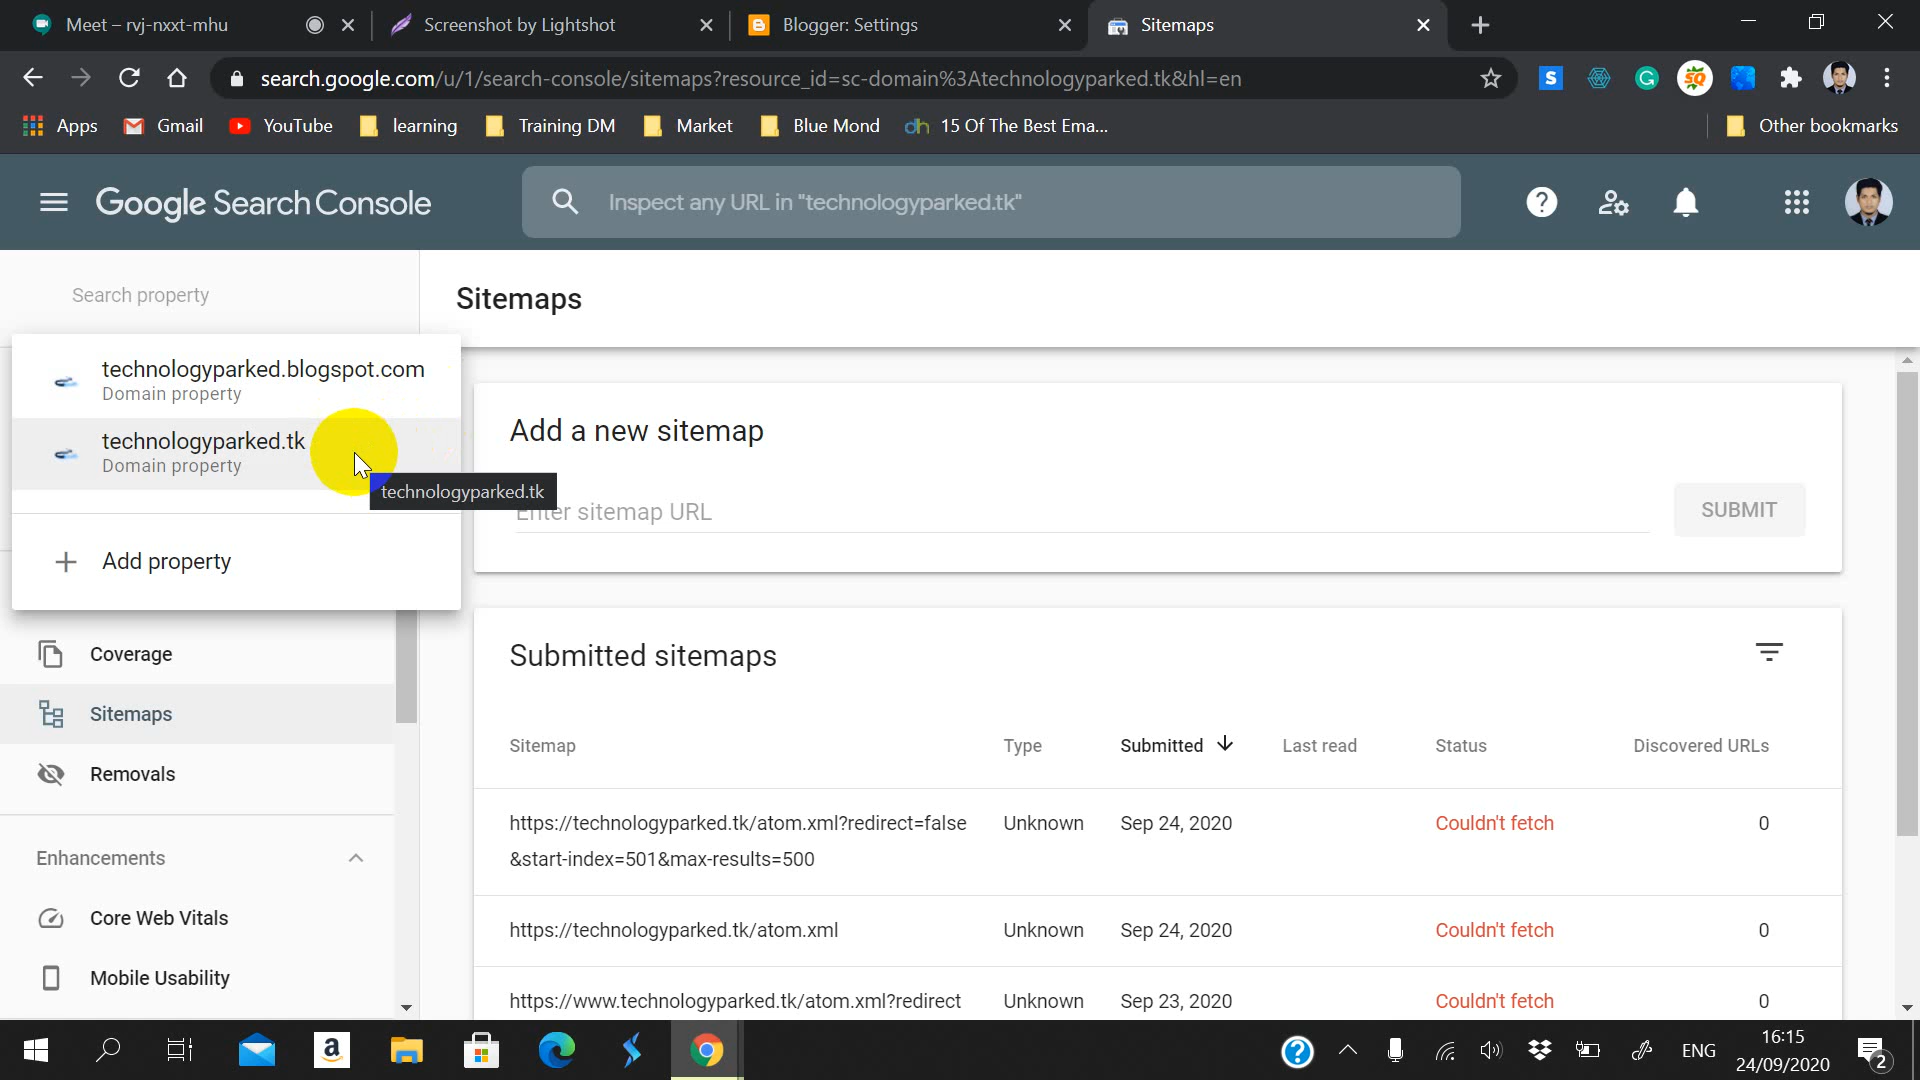 Meet – rvj-nxxt-mhu
Screenshot by Lightshot
Blogger: Settings
Sitemaps
search.google.com/u/1/search-console/sitemaps?resource_id=sc-domain%3Atechnologyparked.tk&hl=en
Apps
Gmail
YouTube
learning
Training DM
Market
Blue Mond
15 Of The Best Ema...
Other bookmarks
Google Search Console
Inspect any URL in "technologyparked.tk"
Search property
Sitemaps
technologyparked.blogspot.com
Domain property
technologyparked.tk
Domain property
technologyparked.tk
Add property
Add a new sitemap
Enter sitemap URL
SUBMIT
Coverage
Sitemaps
Removals
Enhancements
Core Web Vitals
Mobile Usability
Submitted sitemaps
Sitemap Type Submitted Last read Status Discovered URLs
https://technologyparked.tk/atom.xml?redirect=false Unknown Sep 24, 2020 Couldn't fetch 0
&start-index=501&max-results=500
https://technologyparked.tk/atom.xml Unknown Sep 24, 2020 Couldn't fetch 0
https://www.technologyparked.tk/atom.xml?redirect Unknown Sep 23, 2020 Couldn't fetch 0
ENG
16:15
24/09/2020
2